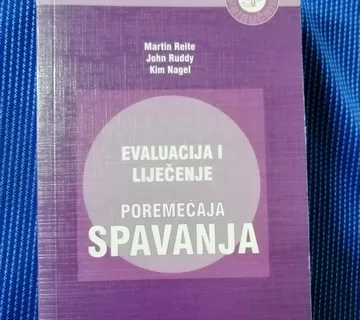 Martin Reite
John Ruddy
Kim Nagel
EVALUACIJA I
LIJEČENJE
POREMEĆAJA
SPAVANJA